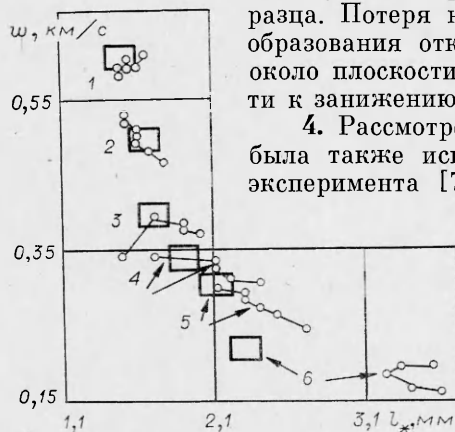 w, км/с
0,55
0,35
0,15
1
2
3
4
5
6
1,1
2,1
3,1 l*, мм
разца. Потеря н
образования отк
около плоскости
ти к занижению
4. Рассмотре
была также исп
эксперимента [7